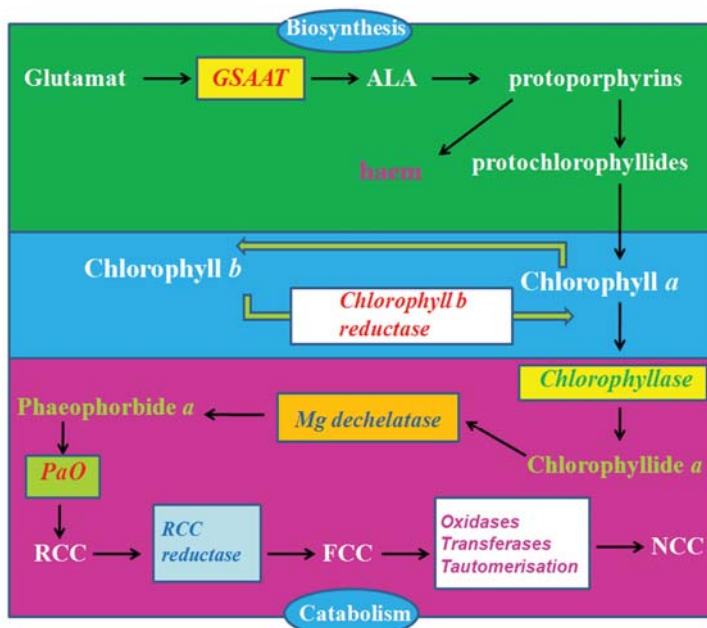 Biosynthesis
Glutamat
GSAAT
ALA
protoporphyrins
haem
protochlorophyllides
Chlorophyll b
Chlorophyll a
Chlorophyll b
reductase
Chlorophyllase
Phaeophorbide a
Mg dechelatase
Chlorophyllide a
PaO
RCC
RCC
reductase
FCC
Oxidases
Transferases
Tautomerisation
NCC
Catabolism